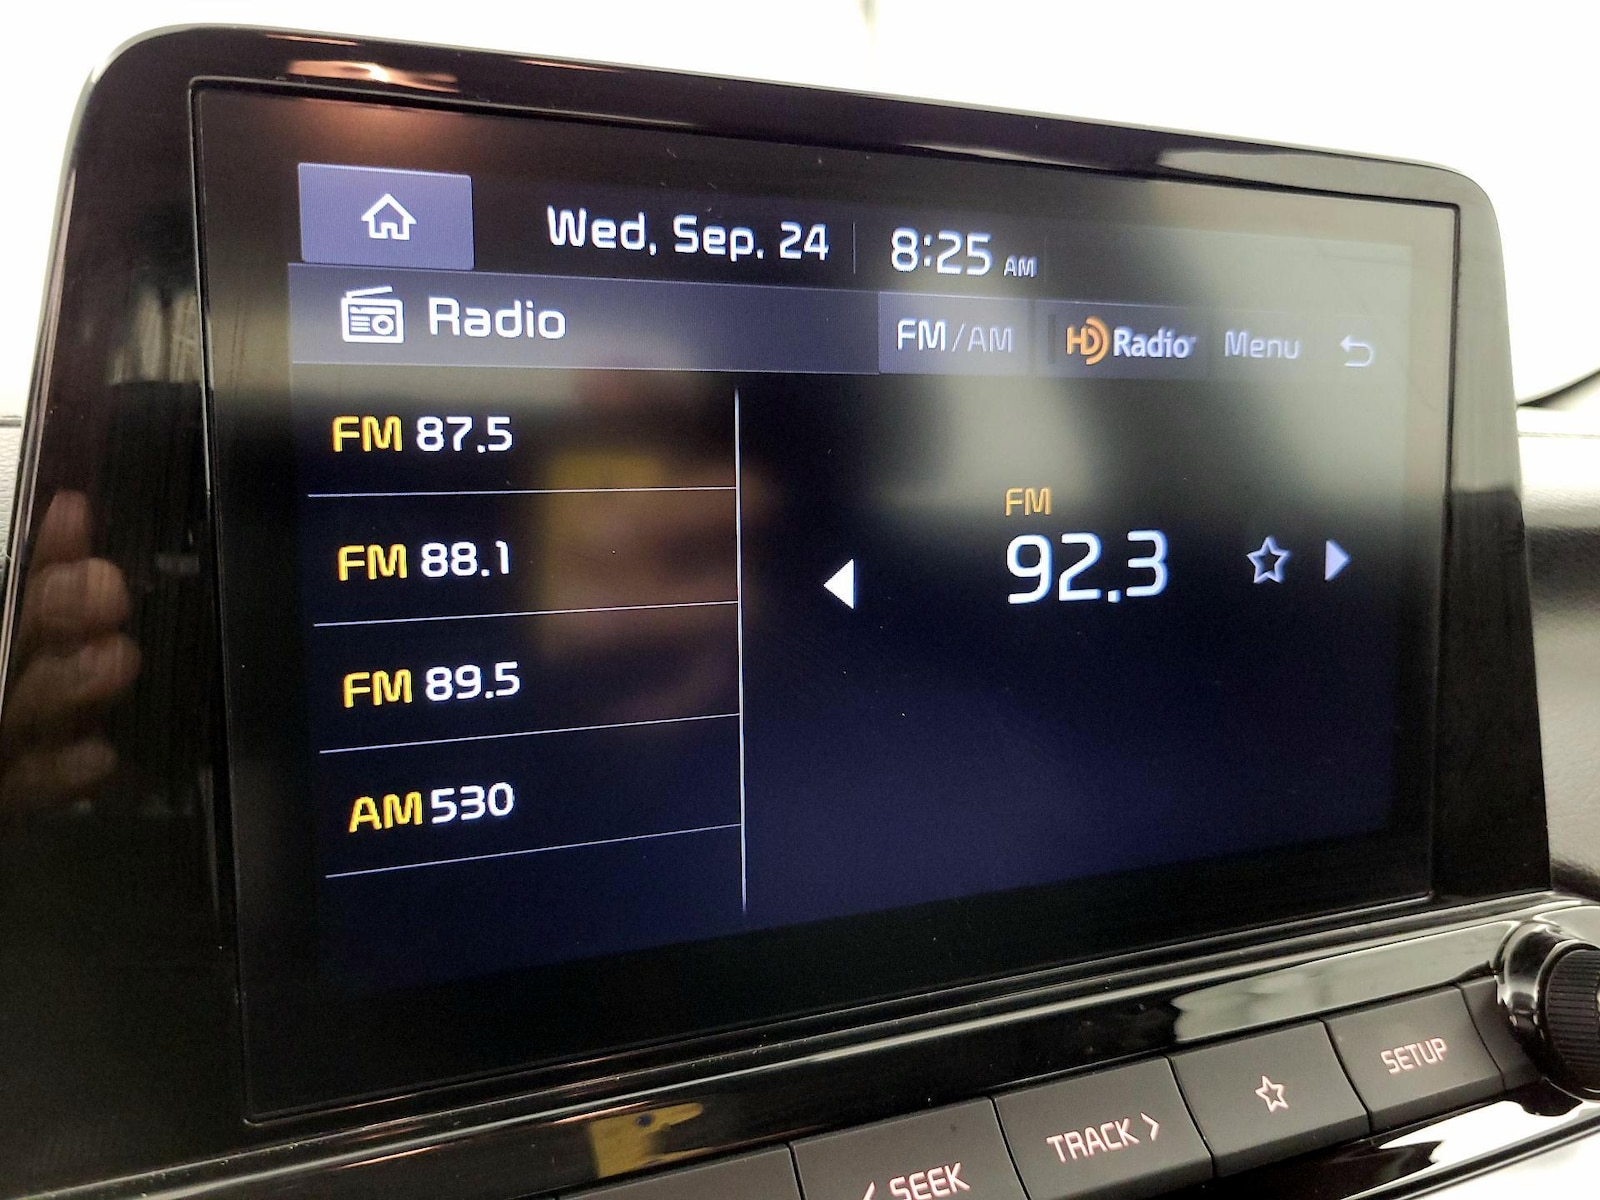 Wed, Sep. 24 8:25 AM
Radio FM/AM HD Radio Menu
FM 87.5
FM 88.1
FM 89.5
AM 530
FM
92.3
< SEEK TRACK > SETUP